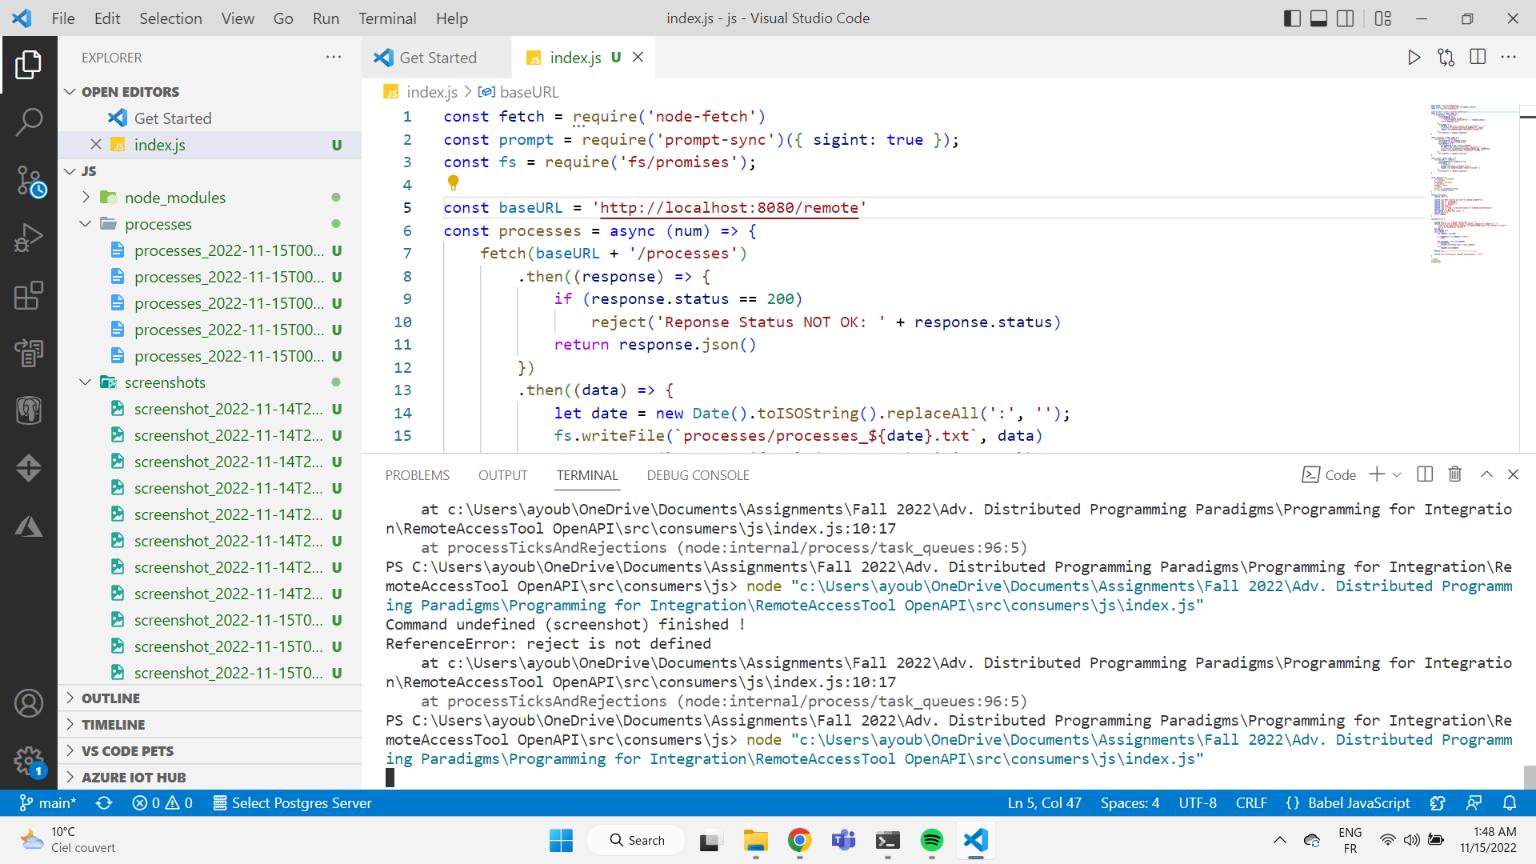 File Edit Selection View Go Run Terminal Help
index.js - js - Visual Studio Code
EXPLORER
OPEN EDITORS
Get Started
index.js U
JS
node_modules
processes
processes_2022-11-15T00... U
processes_2022-11-15T00... U
processes_2022-11-15T00... U
processes_2022-11-15T00... U
processes_2022-11-15T00... U
screenshots
screenshot_2022-11-14T2... U
screenshot_2022-11-14T2... U
screenshot_2022-11-14T2... U
screenshot_2022-11-14T2... U
screenshot_2022-11-14T2... U
screenshot_2022-11-14T2... U
screenshot_2022-11-14T2... U
screenshot_2022-11-14T2... U
screenshot_2022-11-15T0... U
screenshot_2022-11-15T0... U
screenshot_2022-11-15T0... U
OUTLINE
TIMELINE
VS CODE PETS
AZURE IOT HUB
1
Get Started
JS index.js U
JS index.js > baseURL
1 const fetch = require('node-fetch')
2 const prompt = require('prompt-sync')({ sigint: true });
3 const fs = require('fs/promises');
4
5 const baseURL = 'http://localhost:8080/remote'
6 const processes = async (num) => {
7 fetch(baseURL + '/processes')
8 .then((response) => {
9 if (response.status == 200)
10 reject('Reponse Status NOT OK: ' + response.status)
11 return response.json()
12 })
13 .then((data) => {
14 let date = new Date().toISOString().replaceAll(':', '');
15 fs.writeFile(`processes/processes_${date}.txt`, data)
PROBLEMS OUTPUT TERMINAL DEBUG CONSOLE
Code
at c:\Users\ayoub\OneDrive\Documents\Assignments\Fall 2022\Adv. Distributed Programming Paradigms\Programming for Integratio
n\RemoteAccessTool OpenAPI\src\consumers\js\index.js:10:17
at processTicksAndRejections (node:internal/process/task_queues:96:5)
PS C:\Users\ayoub\OneDrive\Documents\Assignments\Fall 2022\Adv. Distributed Programming Paradigms\Programming for Integration\Re
moteAccessTool OpenAPI\src\consumers\js> node "c:\Users\ayoub\OneDrive\Documents\Assignments\Fall 2022\Adv. Distributed Programm
ing Paradigms\Programming for Integration\RemoteAccessTool OpenAPI\src\consumers\js\index.js"
Command undefined (screenshot) finished !
ReferenceError: reject is not defined
at c:\Users\ayoub\OneDrive\Documents\Assignments\Fall 2022\Adv. Distributed Programming Paradigms\Programming for Integratio
n\RemoteAccessTool OpenAPI\src\consumers\js\index.js:10:17
at processTicksAndRejections (node:internal/process/task_queues:96:5)
PS C:\Users\ayoub\OneDrive\Documents\Assignments\Fall 2022\Adv. Distributed Programming Paradigms\Programming for Integration\Re
moteAccessTool OpenAPI\src\consumers\js> node "c:\Users\ayoub\OneDrive\Documents\Assignments\Fall 2022\Adv. Distributed Programm
ing Paradigms\Programming for Integration\RemoteAccessTool OpenAPI\src\consumers\js\index.js"
main* 0 0 Select Postgres Server
Ln 5, Col 47 Spaces: 4 UTF-8 CRLF {} Babel JavaScript
10°C
Ciel couvert
Search
ENG
FR
1:48 AM
11/15/2022